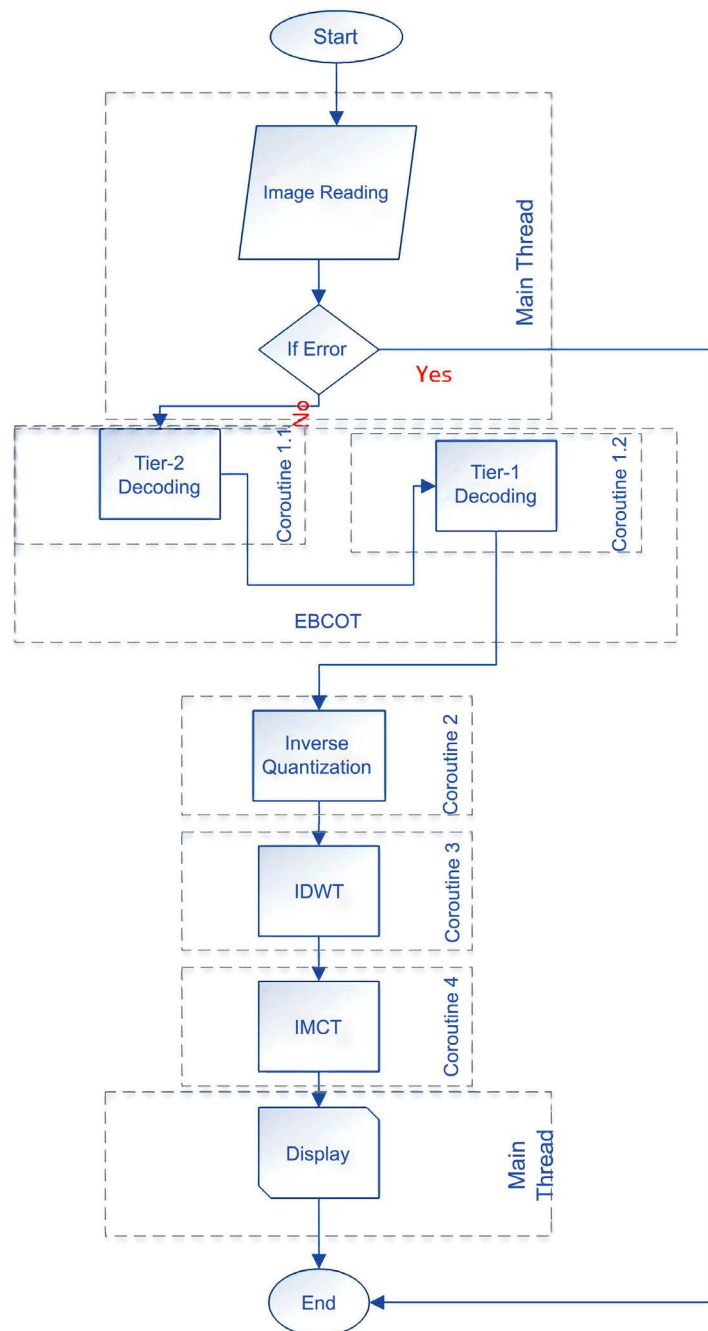 Start
Image Reading
Main Thread
If Error
Yes
No
Tier-2
Decoding
Coroutine 1.1
Tier-1
Decoding
Coroutine 1.2
EBCOT
Inverse
Quantization
Coroutine 2
IDWT
Coroutine 3
IMCT
Coroutine 4
Display
Main
Thread
End